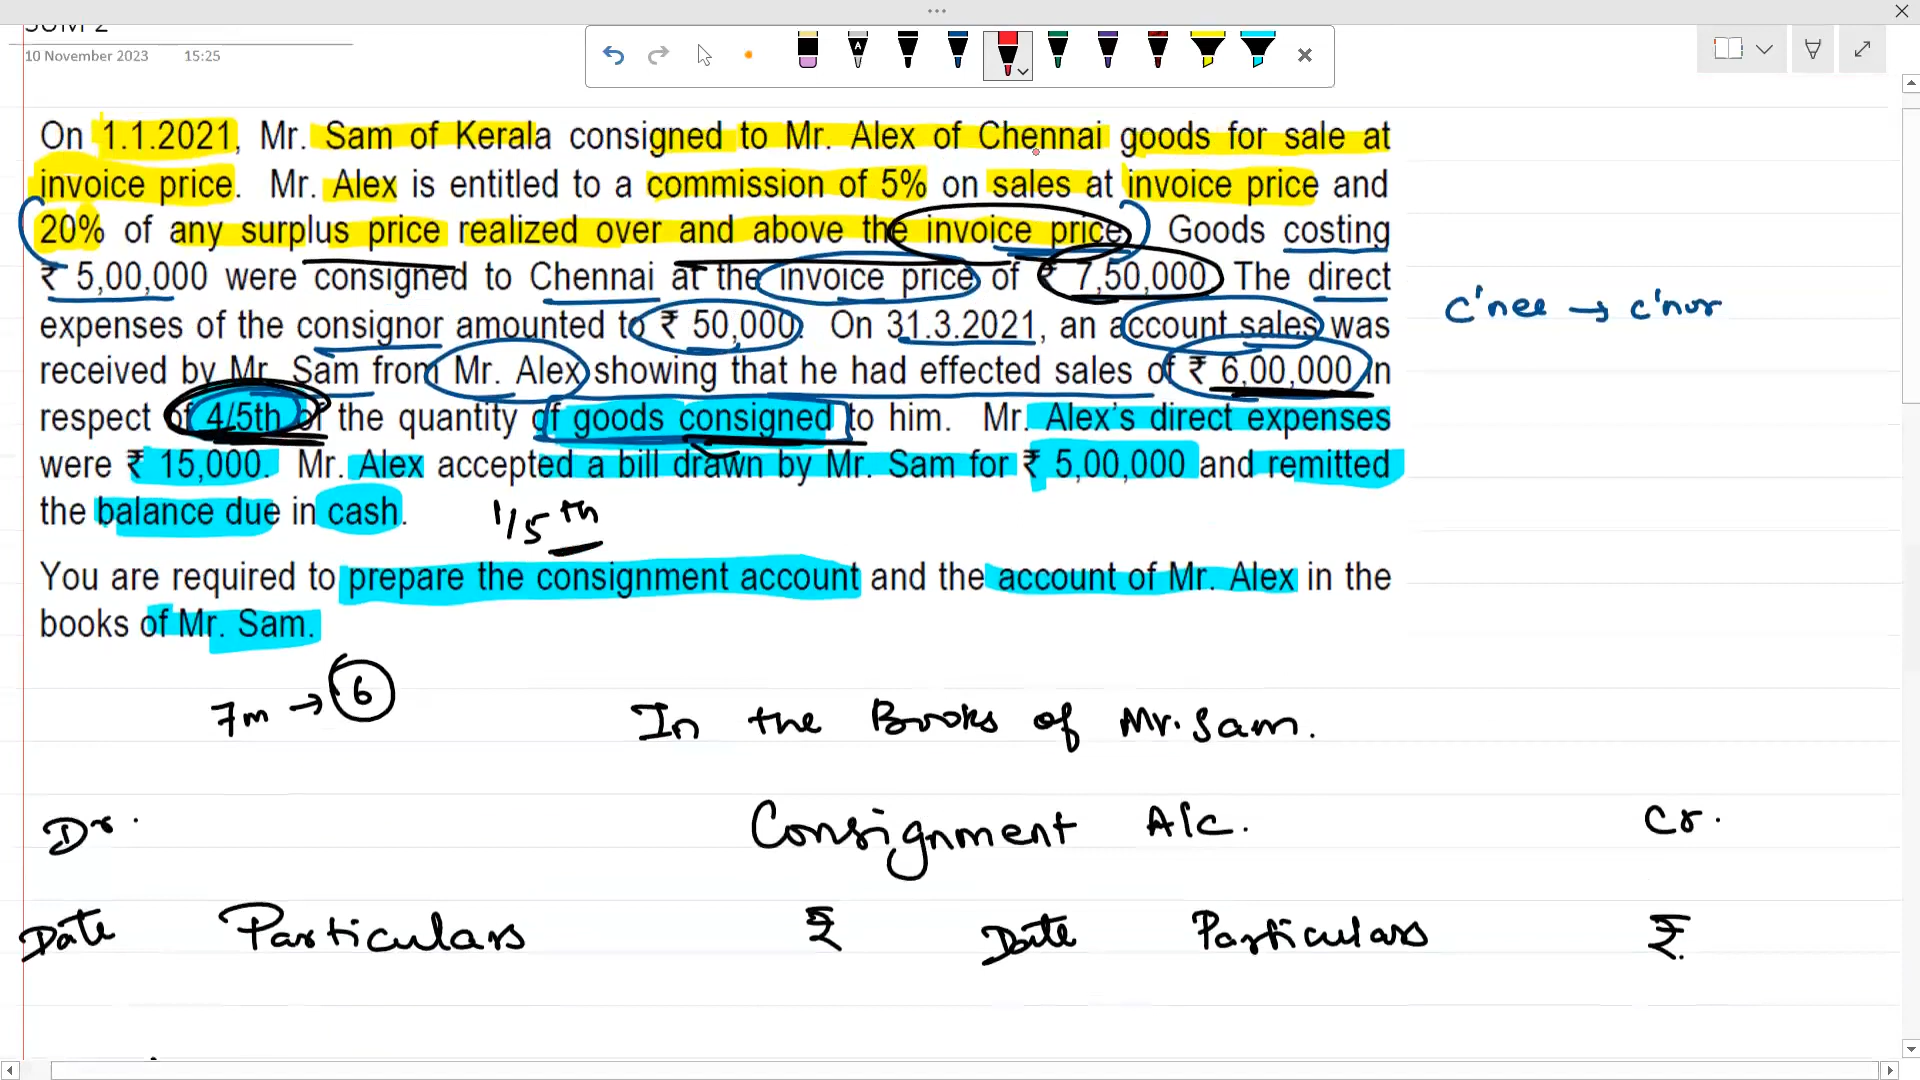 SUM 2
10 November 2023 15:25
On 1.1.2021, Mr. Sam of Kerala consigned to Mr. Alex of Chennai goods for sale at
invoice price. Mr. Alex is entitled to a commission of 5% on sales at invoice price and
20% of any surplus price realized over and above the invoice price. Goods costing
₹ 5,00,000 were consigned to Chennai at the invoice price of ₹ 7,50,000. The direct
expenses of the consignor amounted to ₹ 50,000. On 31.3.2021, an account sales was
received by Mr. Sam from Mr. Alex showing that he had effected sales of ₹ 6,00,000 in
respect of 4/5th of the quantity of goods consigned to him. Mr. Alex's direct expenses
were ₹ 15,000. Mr. Alex accepted a bill drawn by Mr. Sam for ₹ 5,00,000 and remitted
the balance due in cash.
You are required to prepare the consignment account and the account of Mr. Alex in the
books of Mr. Sam.
c'nee → c'nor
1/5 th
7m → 6
In the Books of Mr. Sam.
Dr. Consignment A/c. Cr.
Date Particulars ₹ Date Particulars ₹.